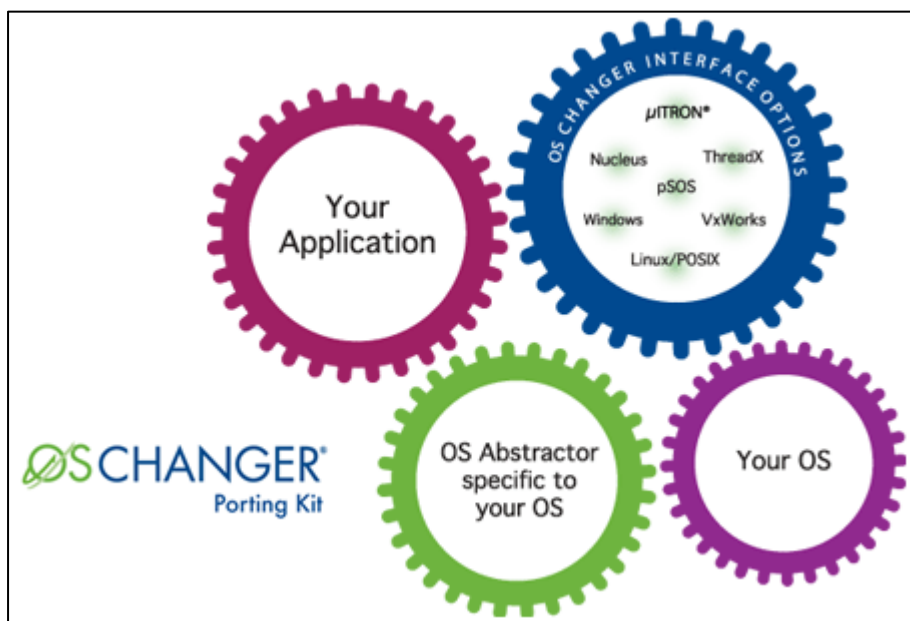 OS CHANGER INTERFACE OPTIONS
µITRON®
Nucleus
ThreadX
pSOS
Windows
VxWorks
Linux/POSIX
Your
Application
OS Abstractor
specific to
your OS
Your OS
OSCHANGER®
Porting Kit